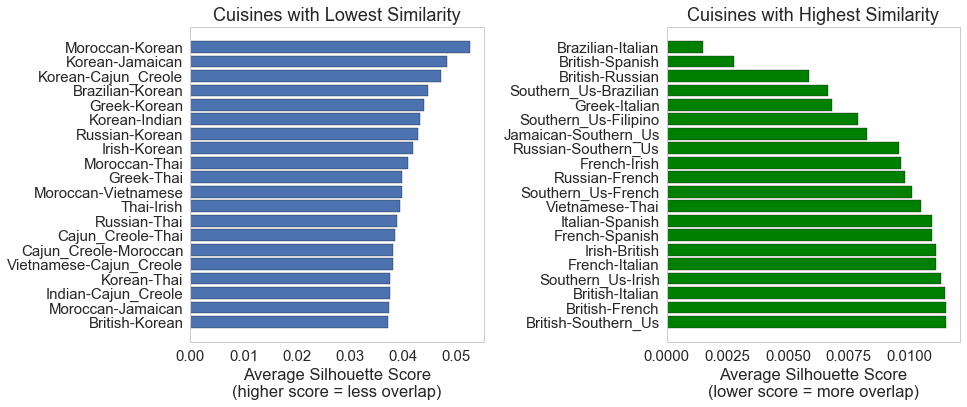 Cuisines with Lowest Similarity
Moroccan-Korean
Korean-Jamaican
Korean-Cajun_Creole
Brazilian-Korean
Greek-Korean
Korean-Indian
Russian-Korean
Irish-Korean
Moroccan-Thai
Greek-Thai
Moroccan-Vietnamese
Thai-Irish
Russian-Thai
Cajun_Creole-Thai
Cajun_Creole-Moroccan
Vietnamese-Cajun_Creole
Korean-Thai
Indian-Cajun_Creole
Moroccan-Jamaican
British-Korean
0.00 0.01 0.02 0.03 0.04 0.05
Average Silhouette Score
(higher score = less overlap)
Cuisines with Highest Similarity
Brazilian-Italian
British-Spanish
British-Russian
Southern_Us-Brazilian
Greek-Italian
Southern_Us-Filipino
Jamaican-Southern_Us
Russian-Southern_Us
French-Irish
Russian-French
Southern_Us-French
Vietnamese-Thai
Italian-Spanish
French-Spanish
Irish-British
French-Italian
Southern_Us-Irish
British-Italian
British-French
British-Southern_Us
0.0000 0.0025 0.0050 0.0075 0.0100
Average Silhouette Score
(lower score = more overlap)